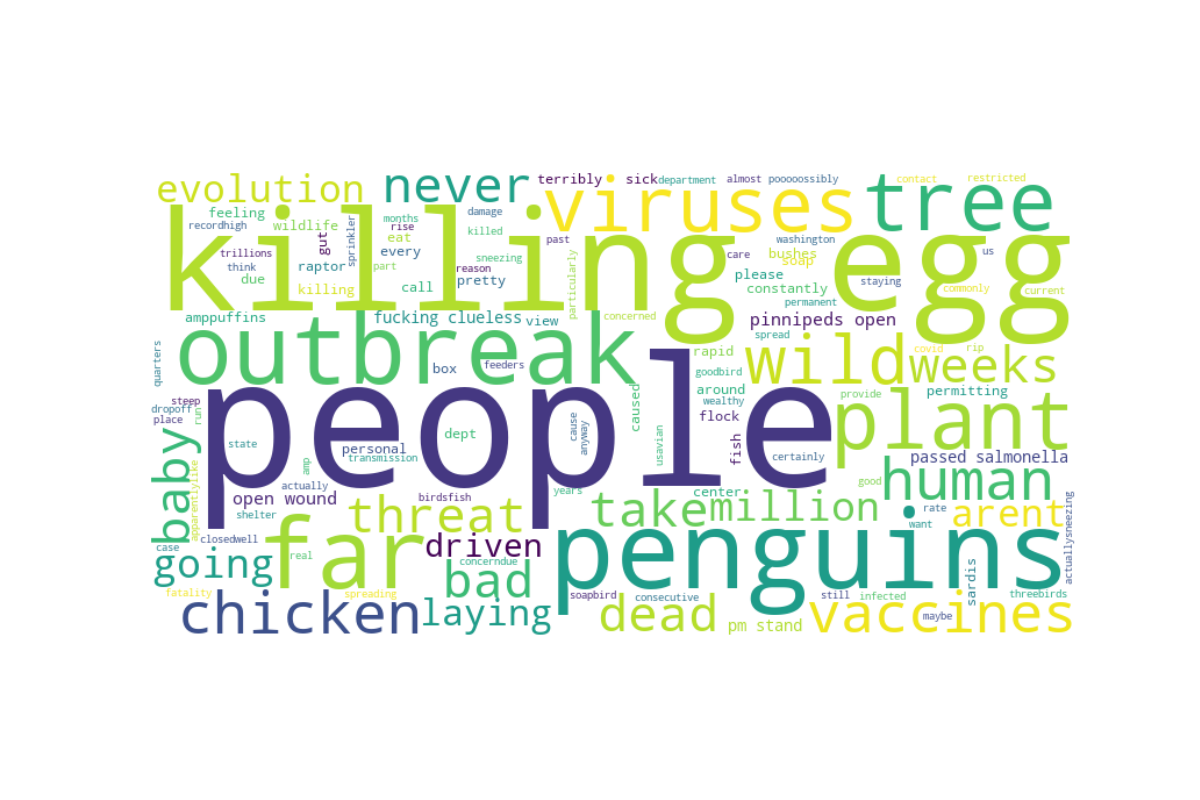 evolution
never
terribly
sick
department
almost
pooooossibly
viruses
tree
contact
restricted
feeling
recordhigh
wildlife
trillions
think
due
gut
sprinkler
months
rise
damage
killed
past
washington
care
bushes
soap
us
killing egg
raptor
killing
part
eat
every
call
reason
sneezing
pretty
particularly
please
constantly
permanent
staying
commonly
current
amppuffins
fucking clueless
view
concerned
spread
pinnipeds open
outbreak
quarters
box
feeders
rapid
goodbird
wild
covid
rip
weeks
steep
dropoff
place
run
people
caused
around
wealthy
flock
provide
permitting
plant
state
personal
transmission
dept
cause
anyway
usavian
fish
certainly
passed salmonella
baby
apparentlylike
amp
actually
open wound
shelter
birdsfish
years
center
good
human
rate
want
case
closedwell
far
real
threat
driven
take
million
arent
actuallysneezing
going
concerndue
bad
penguins
sardis
fatality
spreading
soapbird
consecutive
still
infected
threebirds
chicken
laying
dead
pm stand
vaccines
maybe